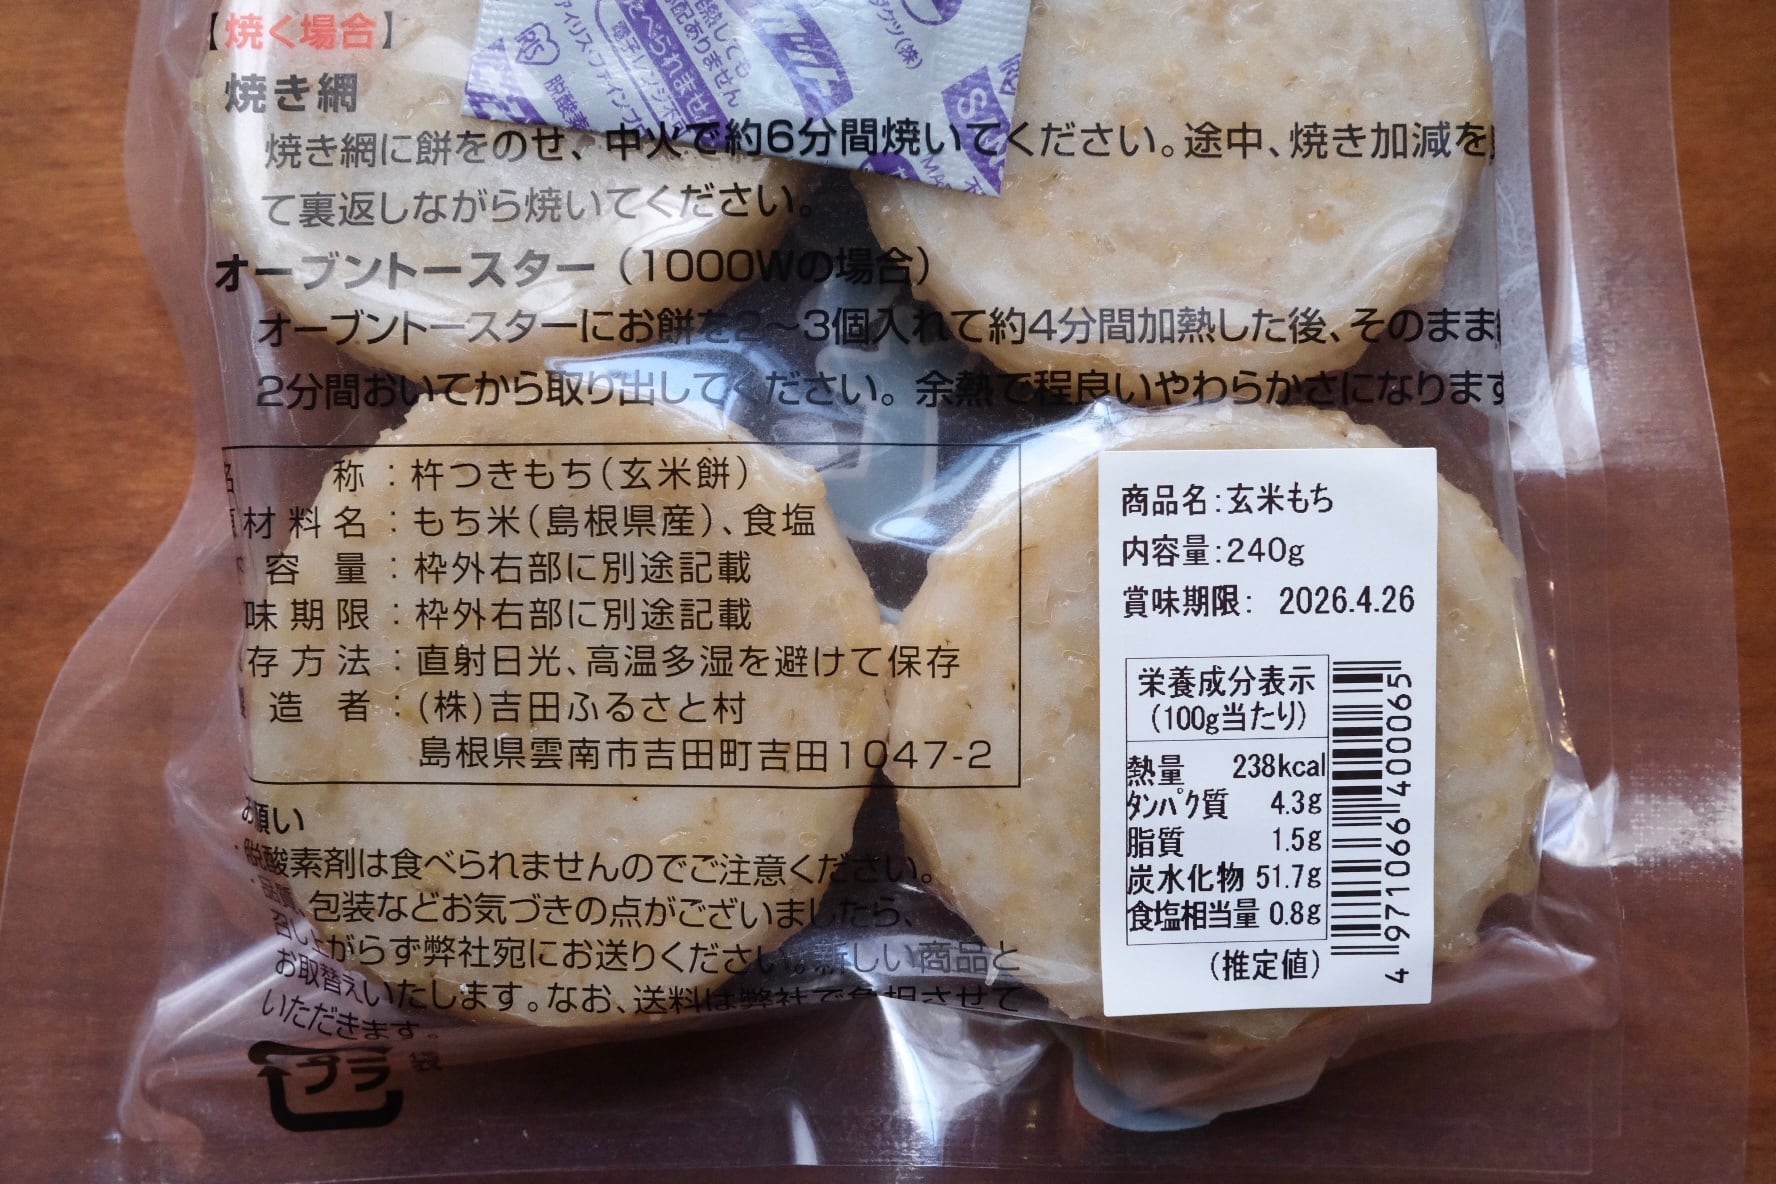 【焼く場合】
焼き網
焼き網に餅をのせ、中火で約6分間焼いてください。途中、焼き加減を
て裏返しながら焼いてください。
オーブントースター（1000Wの場合）
オーブントースターにお餅を2～3個入れて約4分間加熱した後、そのまま
2分間おいてから取り出してください。余熱で程良いやわらかさになります
名称：杵つきもち（玄米餅）
材料名：もち米（島根県産）、食塩
容量：枠外右部に別途記載
味期限：枠外右部に別途記載
存方法：直射日光、高温多湿を避けて保存
造者：（株）吉田ふるさと村
島根県雲南市吉田町吉田1047-2
お願い
・脱酸素剤は食べられませんのでご注意ください。
・品質、包装などお気づきの点がございましたら、
召し上がらず弊社宛にお送りください。新しい商品と
お取替えいたします。なお、送料は弊社で負担させて
いただきます。
プラ
袋
商品名：玄米もち
内容量：240g
賞味期限： 2026.4.26
栄養成分表示
（100g当たり）
熱量 238kcal
タンパク質 4.3g
脂質 1.5g
炭水化物 51.7g
食塩相当量 0.8g
（推定値）
4971066400065